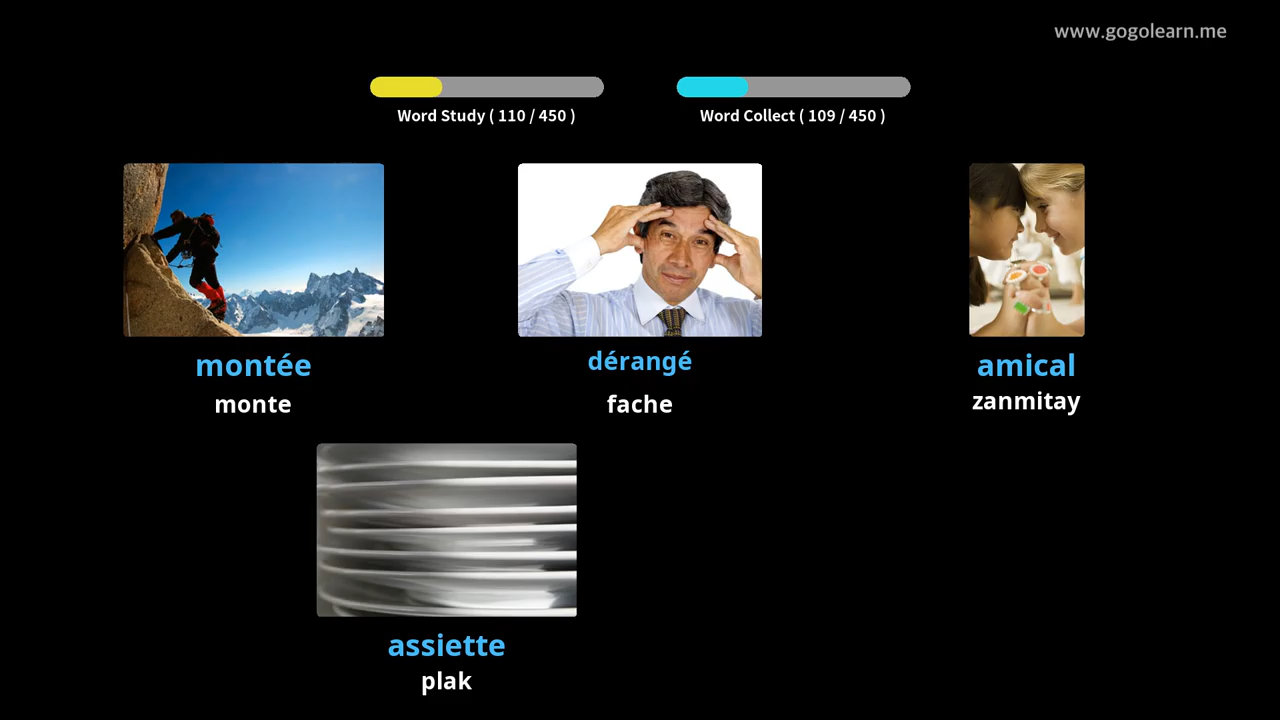 www.gogolearn.me
Word Study ( 110 / 450 )
Word Collect ( 109 / 450 )
montée
monte
dérangé
fache
amical
zanmitay
assiette
plak